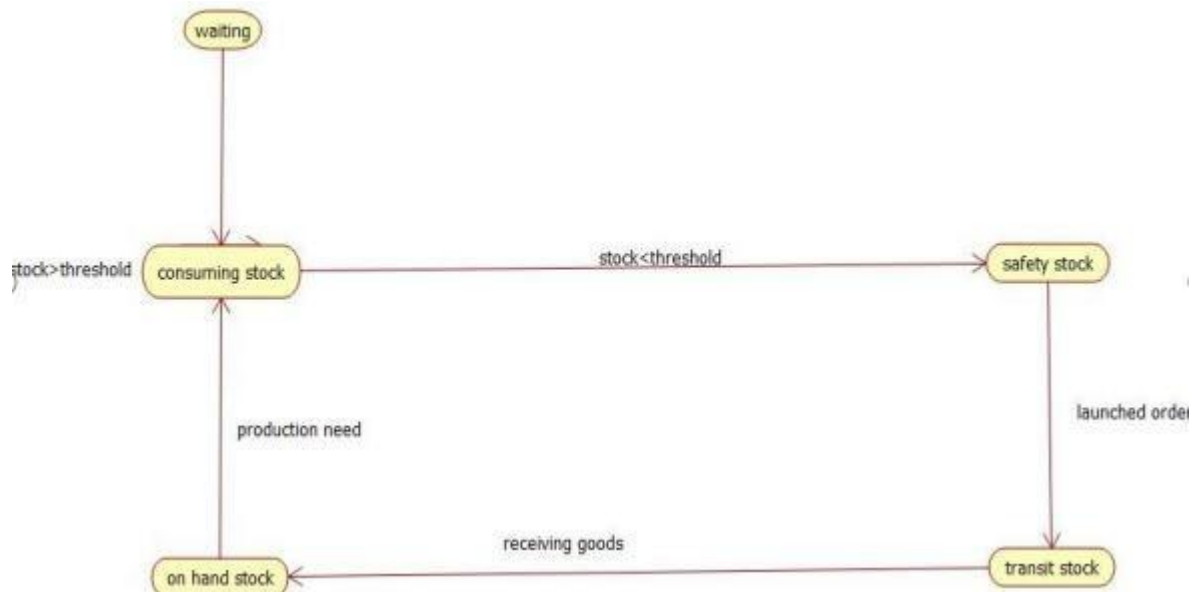 waiting
stock>threshold
consuming stock
stock<threshold
safety stock
launched order
production need
receiving goods
on hand stock
transit stock